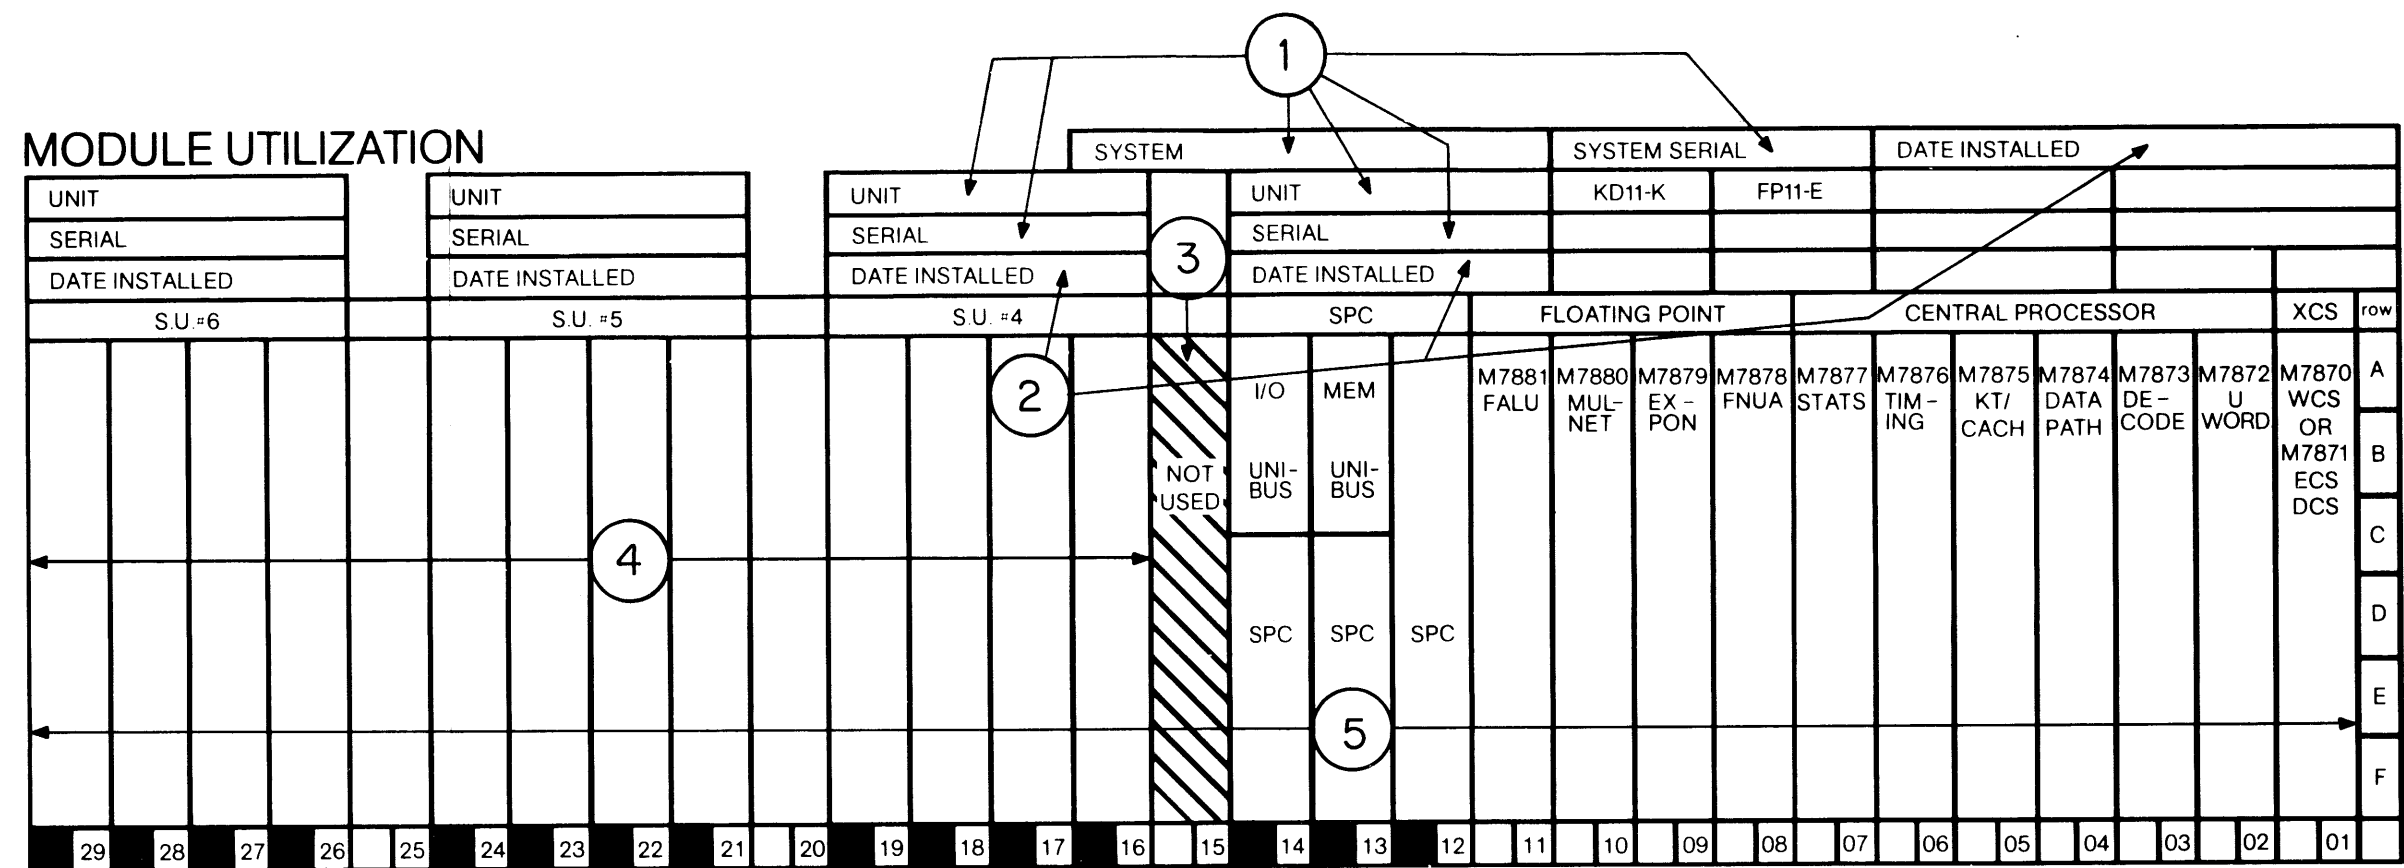 1
MODULE UTILIZATION
SYSTEM SYSTEM SERIAL DATE INSTALLED
UNIT UNIT UNIT UNIT KD11-K FP11-E
SERIAL SERIAL SERIAL 3 SERIAL
DATE INSTALLED DATE INSTALLED DATE INSTALLED DATE INSTALLED
S.U.#6 S.U. #5 S.U. #4 SPC FLOATING POINT CENTRAL PROCESSOR XCS row
2
NOT
USED
I/O
UNI-
BUS
SPC
MEM
UNI-
BUS
SPC
SPC
M7881
FALU
M7880
MUL-
NET
M7879
EX-
PON
M7878
FNUA
M7877
STATS
M7876
TIM-
ING
M7875
KT/
CACH
M7874
DATA
PATH
M7873
DE-
CODE
M7872
U
WORD
M7870
WCS
OR
M7871
ECS
DCS
A
B
C
D
E
F
4
5
29 28 27 26 25 24 23 22 21 20 19 18 17 16 15 14 13 12 11 10 09 08 07 06 05 04 03 02 01